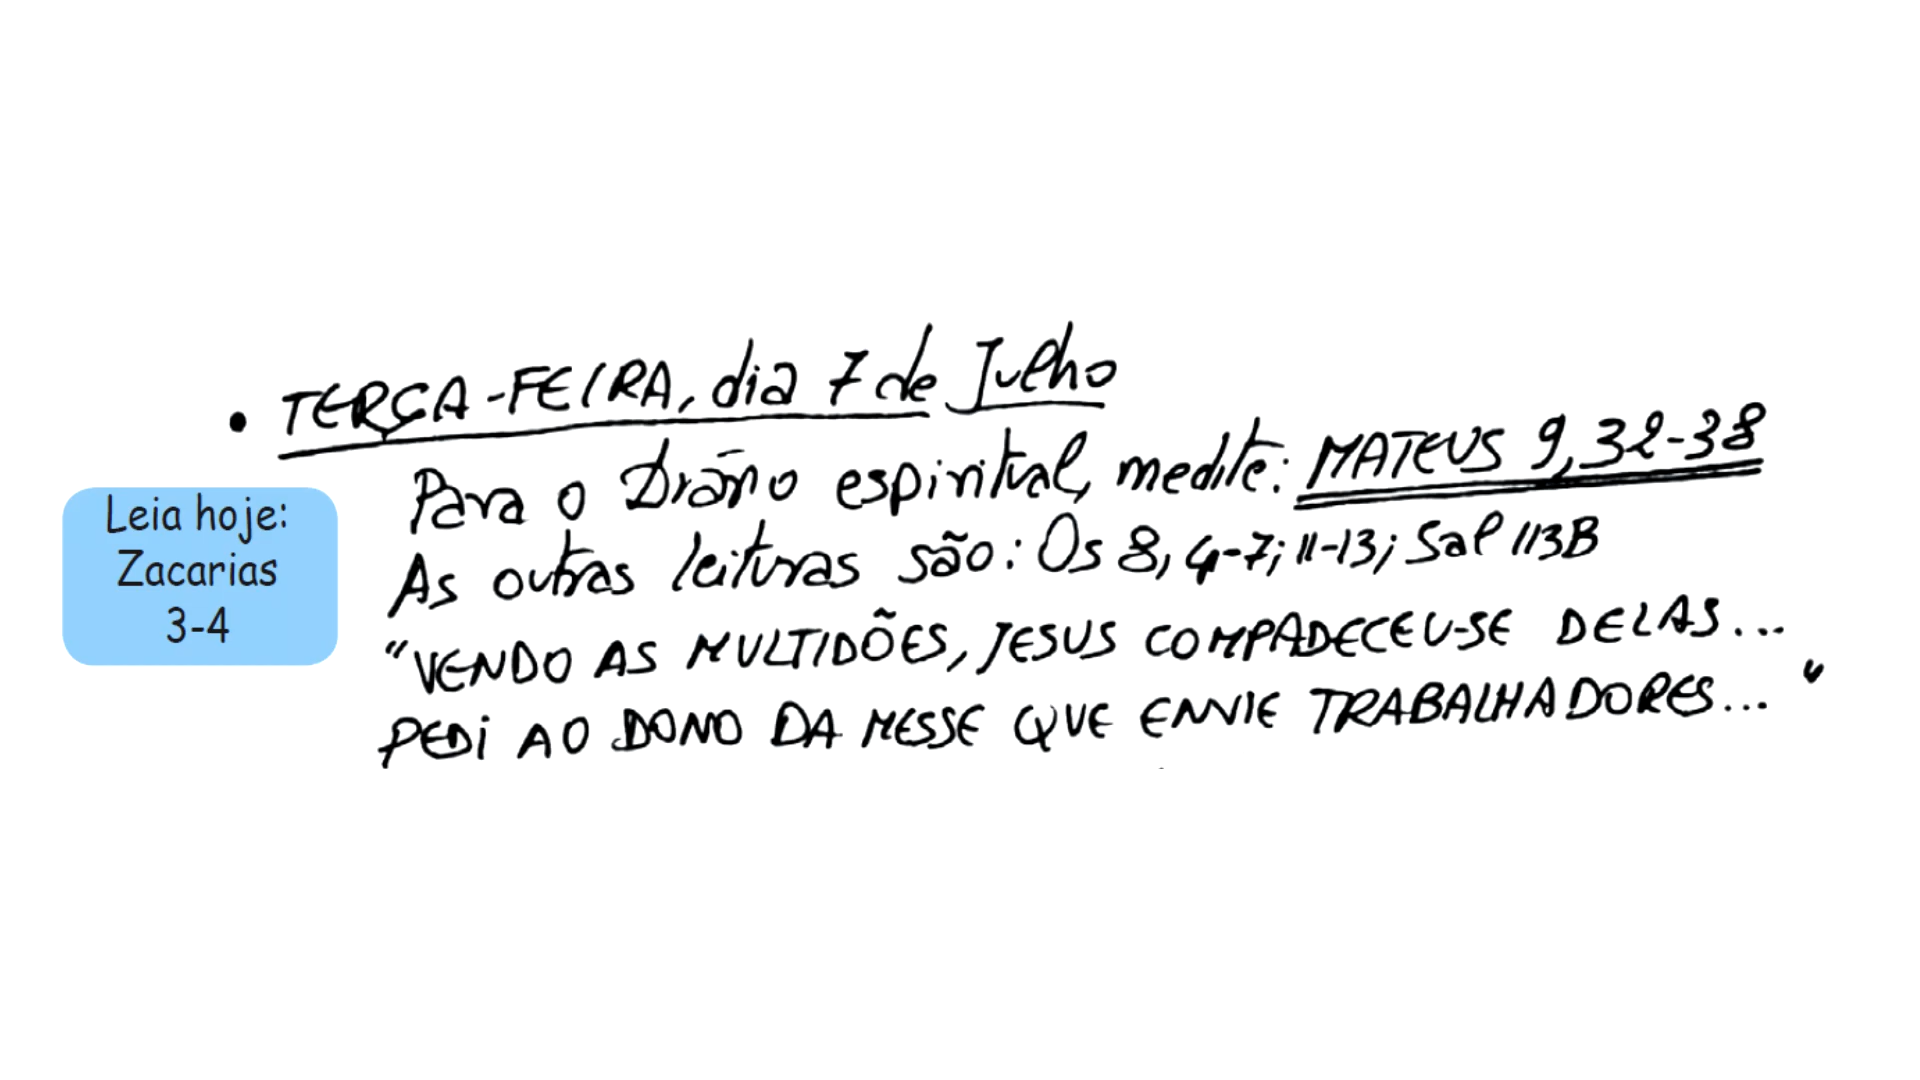 • TERÇA-FEIRA, dia 7 de Julho
Para o Diário espiritual, medite: MATEUS 9, 32-38
As outras leituras são: Os 8, 4-7; 11-13; Sal 113B
"VENDO AS MULTIDÕES, JESUS COMPADECEU-SE DELAS...
PEDI AO DONO DA MESSE QUE ENVIE TRABALHADORES..."
Leia hoje:
Zacarias
3-4